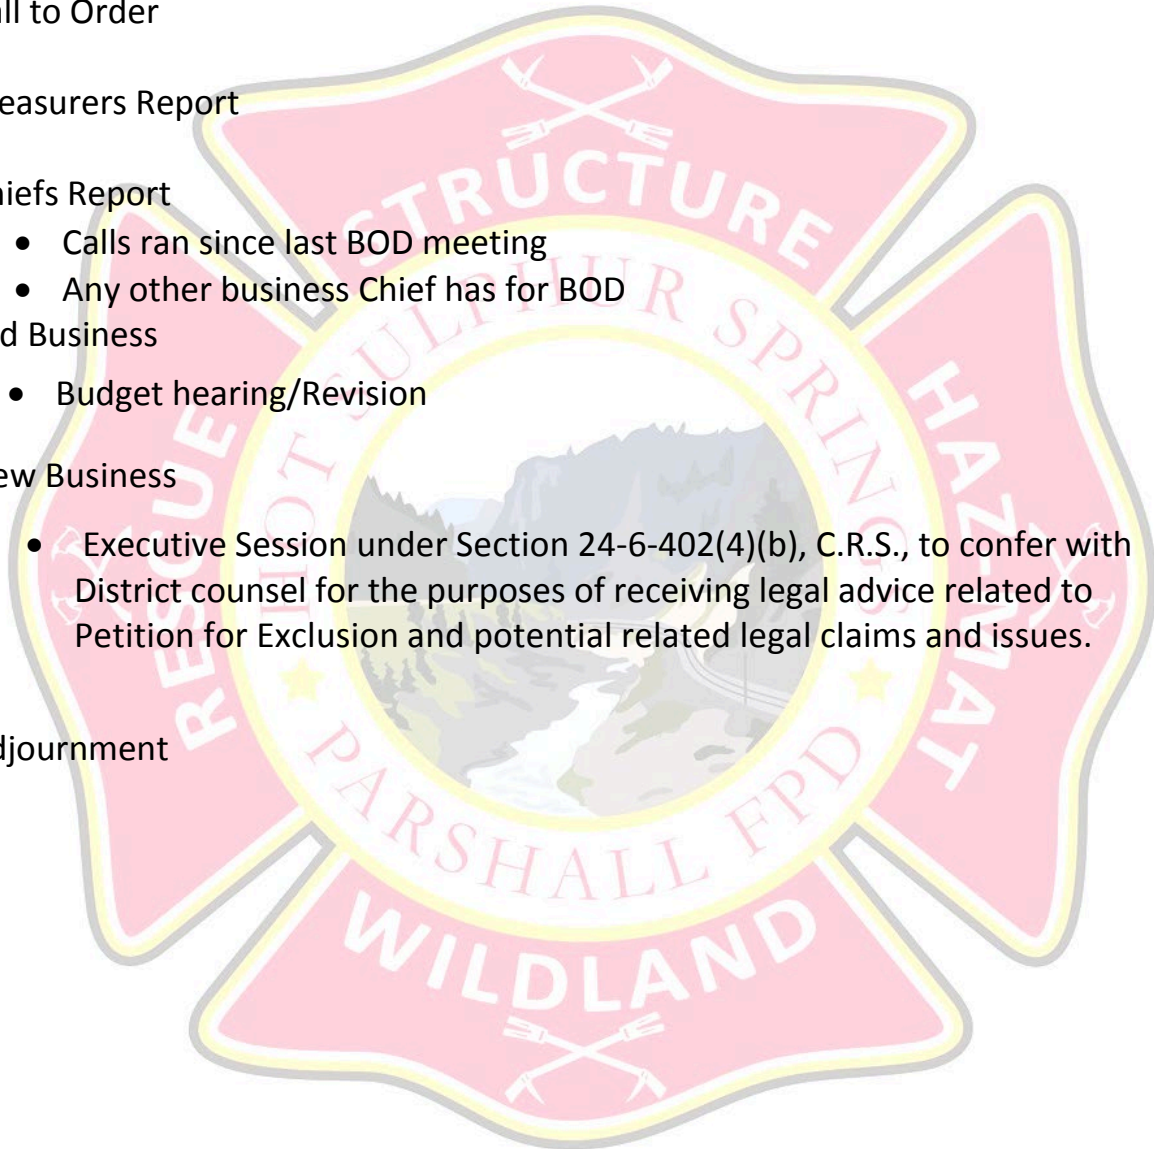 ll to Order
easurers Report
hiefs Report
• Calls ran since last BOD meeting
• Any other business Chief has for BOD
d Business
• Budget hearing/Revision
ew Business
• Executive Session under Section 24-6-402(4)(b), C.R.S., to confer with
District counsel for the purposes of receiving legal advice related to
Petition for Exclusion and potential related legal claims and issues.
djournment
STRUCTURE
HOT SULPHUR SPRINGS
RESCUE
HAZ-MAT
PARSHALL FPD
WILDLAND